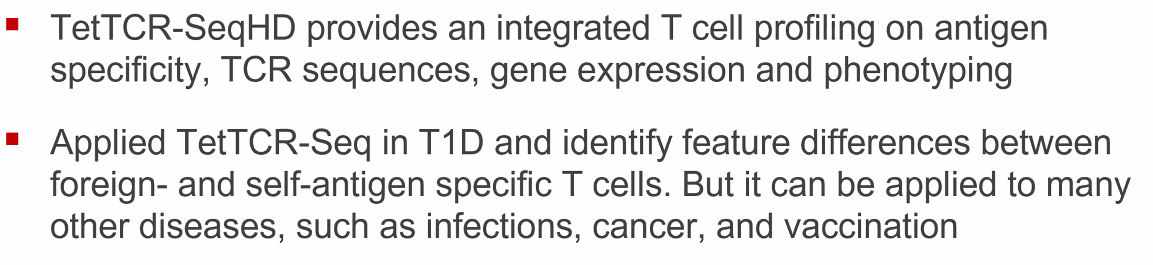 ▪ TetTCR-SeqHD provides an integrated T cell profiling on antigen
specificity, TCR sequences, gene expression and phenotyping
▪ Applied TetTCR-Seq in T1D and identify feature differences between
foreign- and self-antigen specific T cells. But it can be applied to many
other diseases, such as infections, cancer, and vaccination